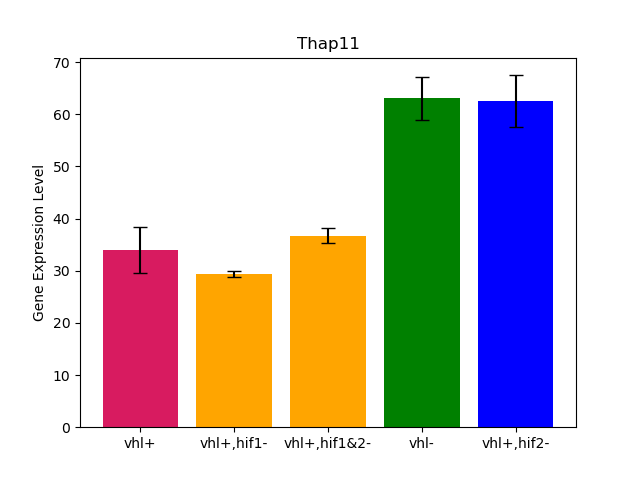 Thap11
Gene Expression Level
70
60
50
40
30
20
10
0
vhl+
vhl+,hif1-
vhl+,hif1&2-
vhl-
vhl+,hif2-